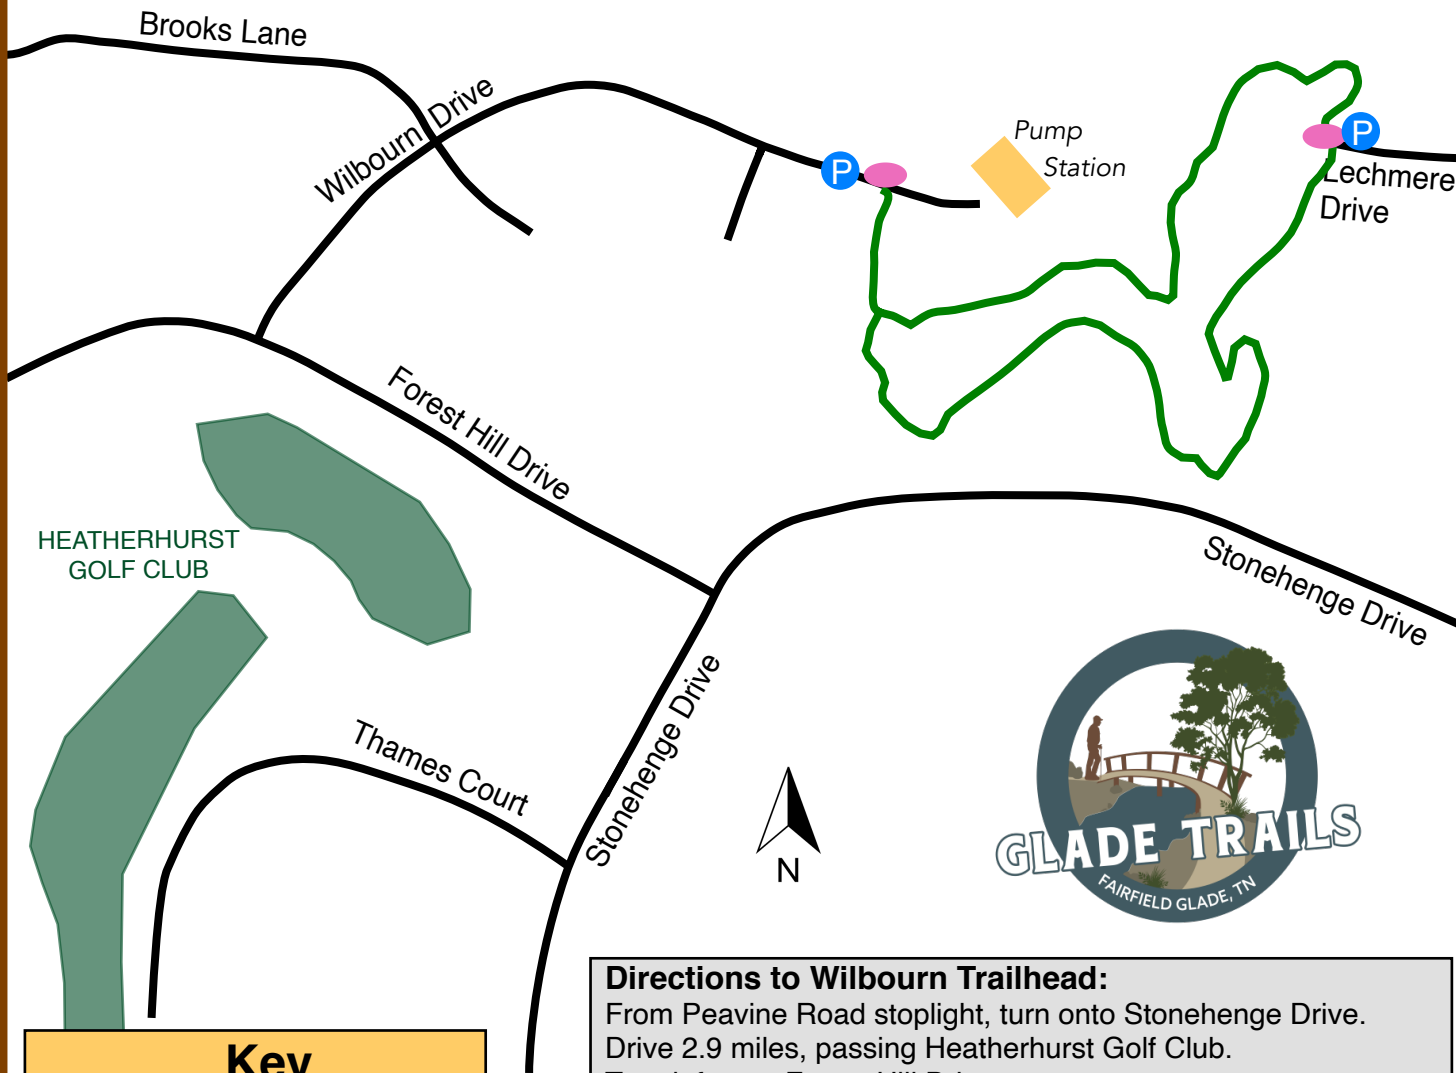 Brooks Lane
Wilbourn Drive
Pump
Station
P
P
Lechmere
Drive
Forest Hill Drive
HEATHERHURST
GOLF CLUB
Stonehenge Drive
Thames Court
Stonehenge Drive
N
GLADE TRAILS
FAIRFIELD GLADE, TN
Directions to Wilbourn Trailhead:
From Peavine Road stoplight, turn onto Stonehenge Drive.
Drive 2.9 miles, passing Heatherhurst Golf Club.
Key